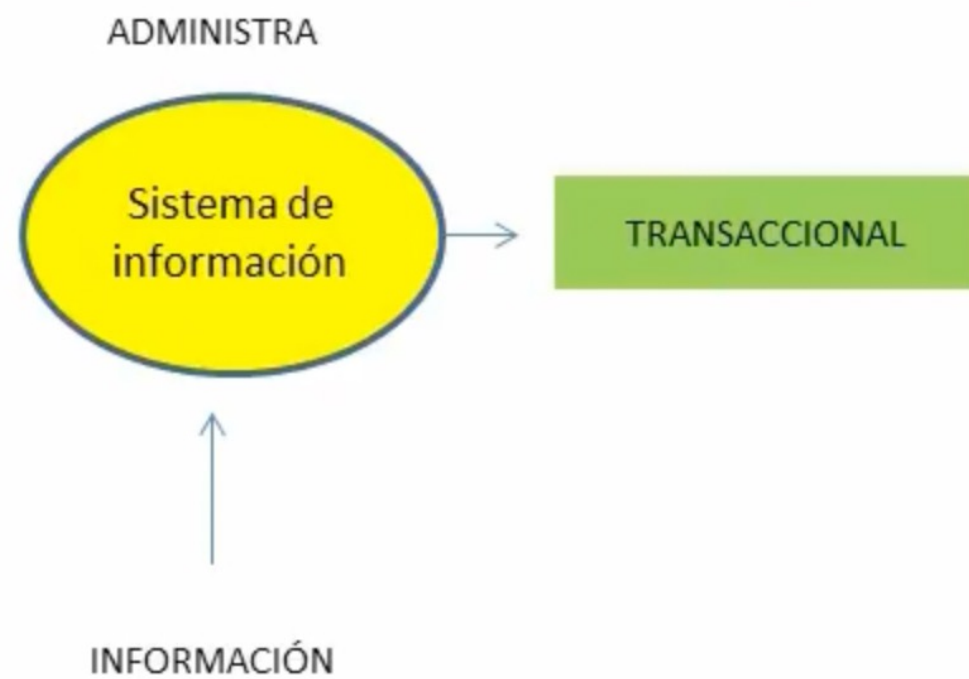 ADMINISTRA
Sistema de
información
TRANSACCIONAL
INFORMACIÓN